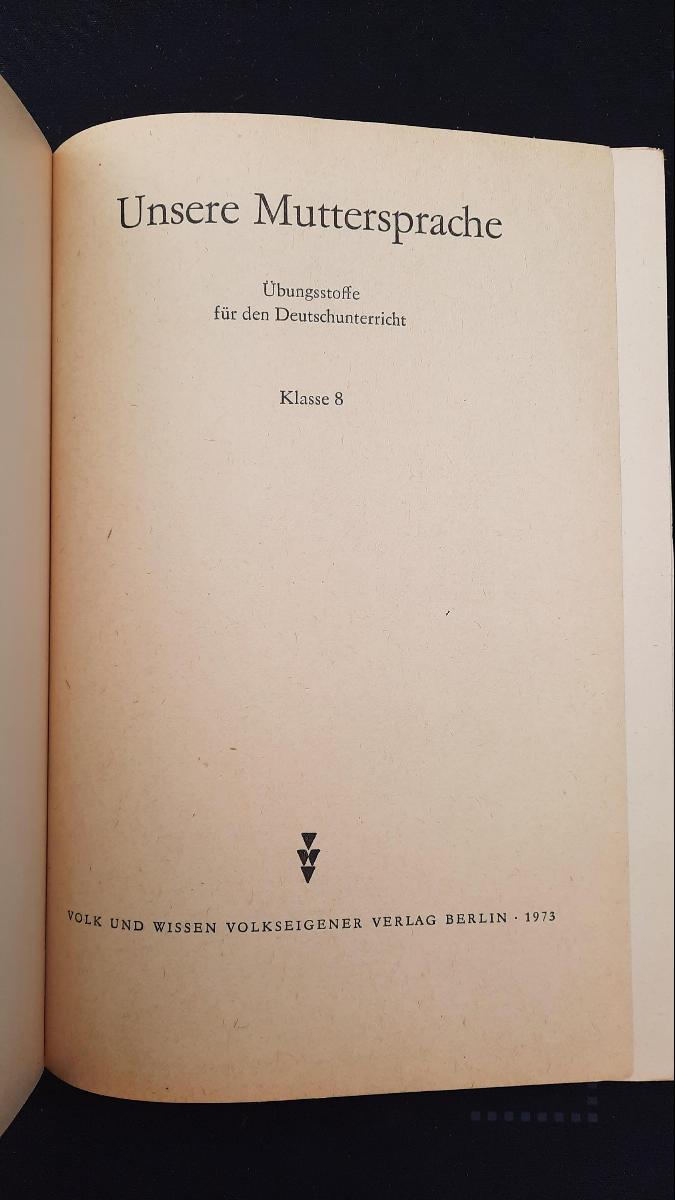 Unsere Muttersprache
Übungsstoffe
für den Deutschunterricht
Klasse 8
VOLK UND WISSEN VOLKSEIGENER VERLAG BERLIN · 1973